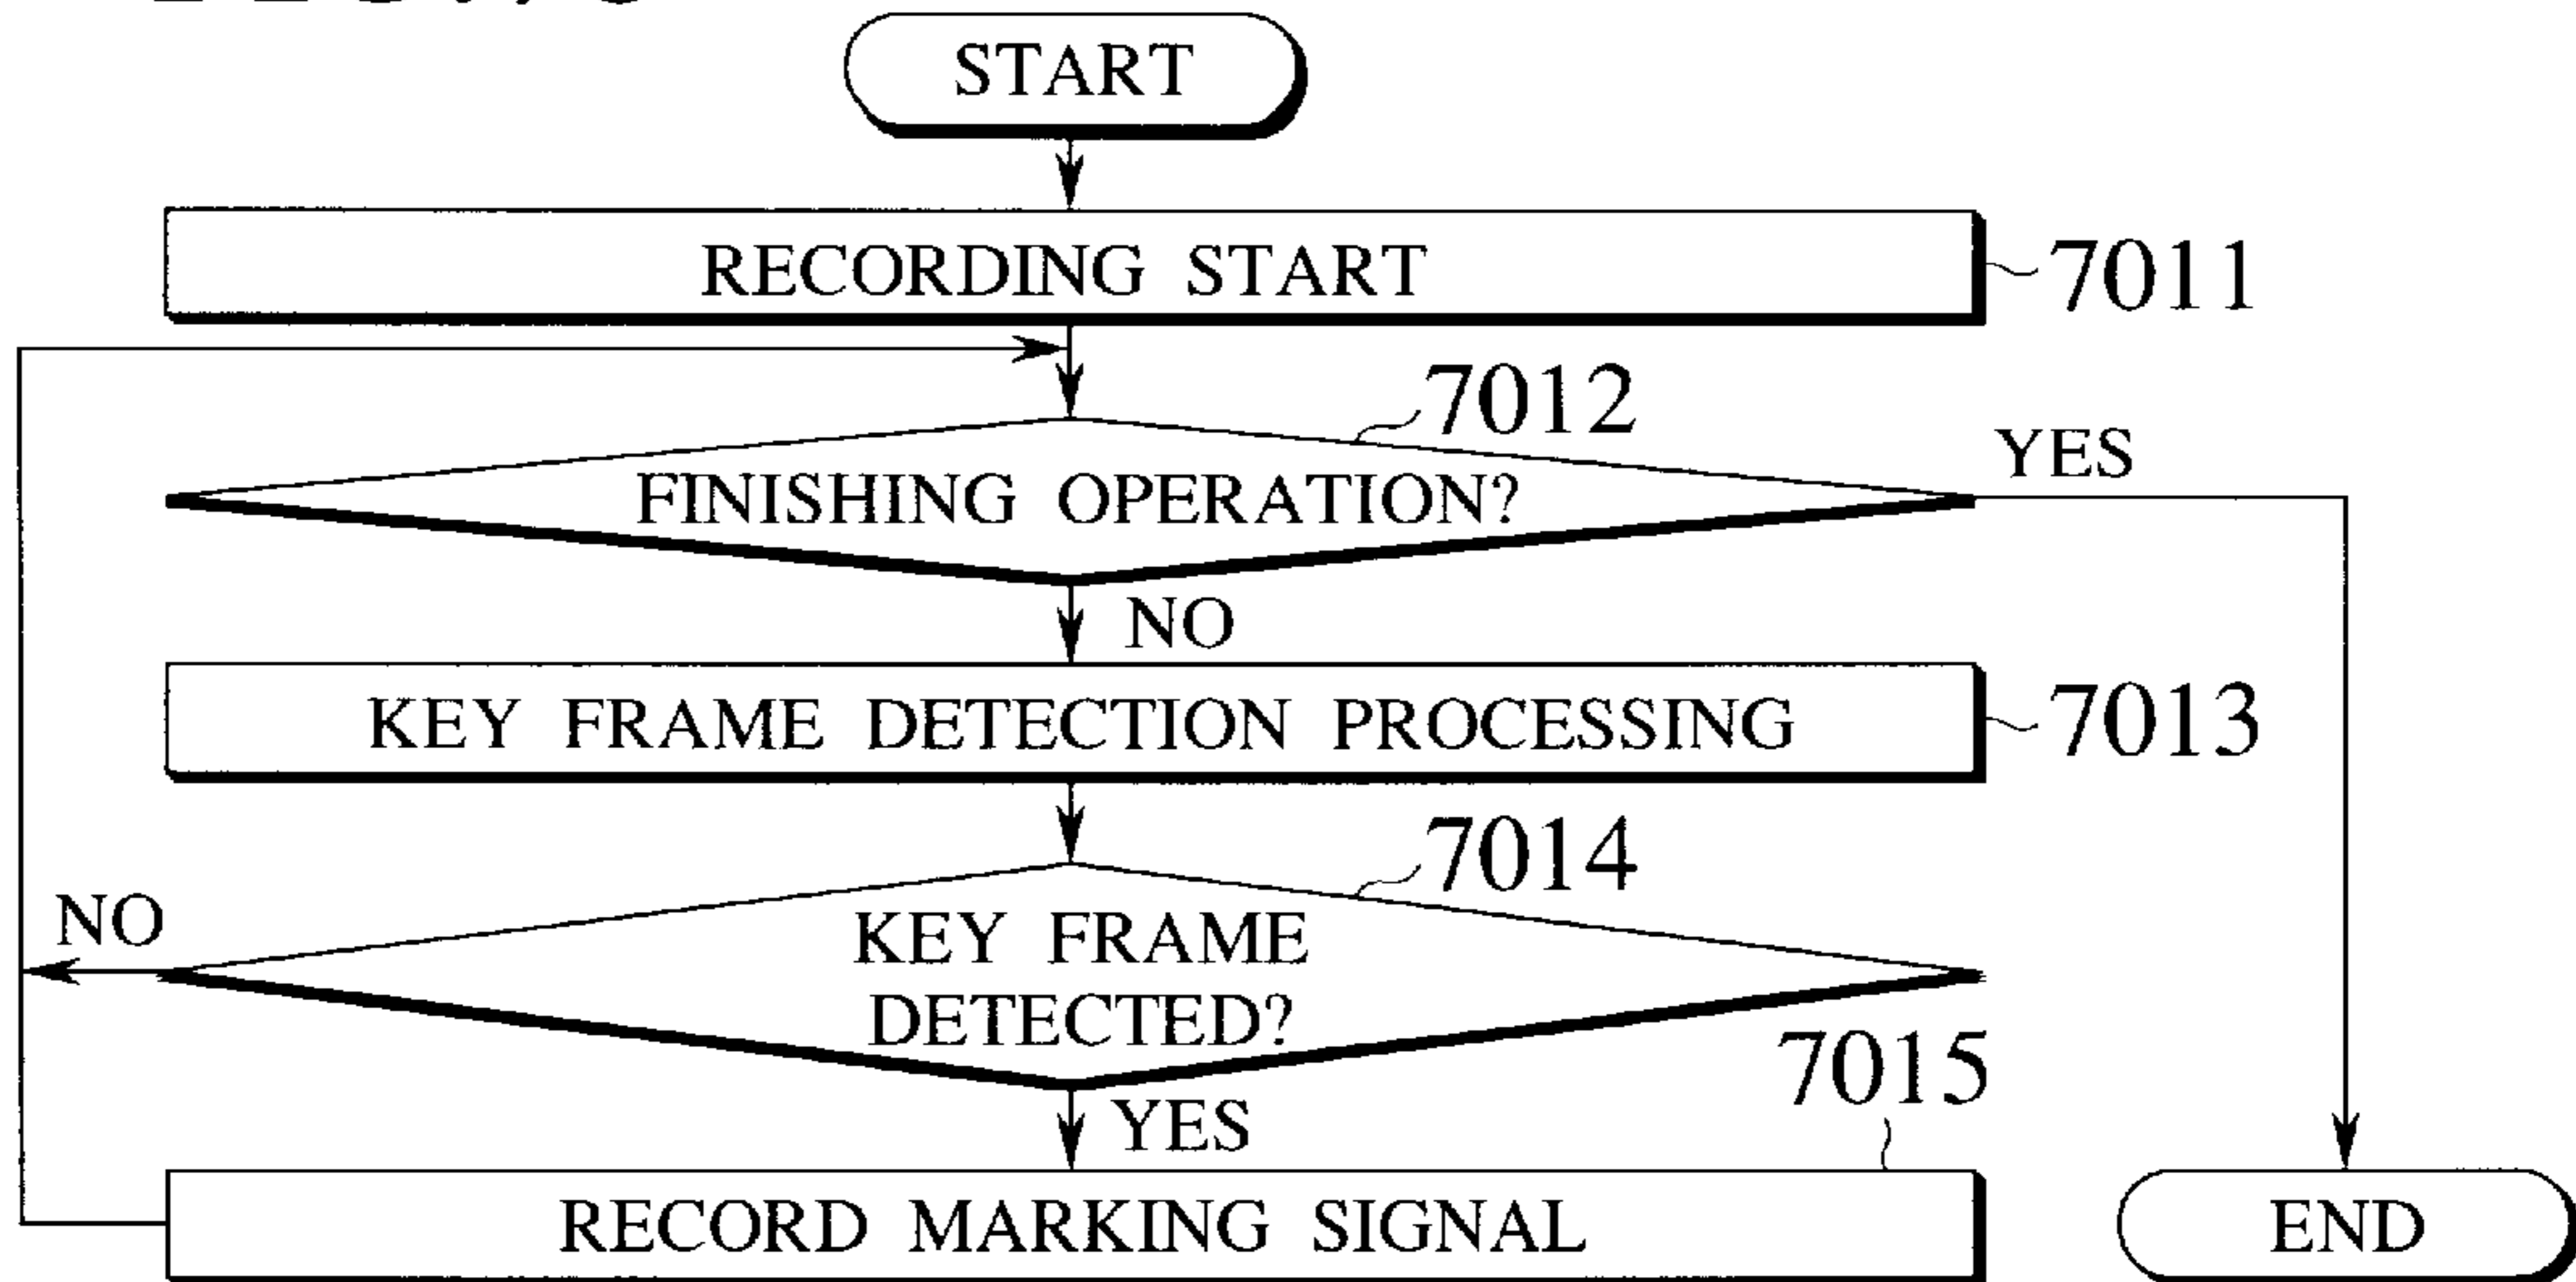 START
RECORDING START
7011
7012
FINISHING OPERATION?
YES
NO
KEY FRAME DETECTION PROCESSING
7013
7014
NO
KEY FRAME
DETECTED?
7015
YES
RECORD MARKING SIGNAL
END